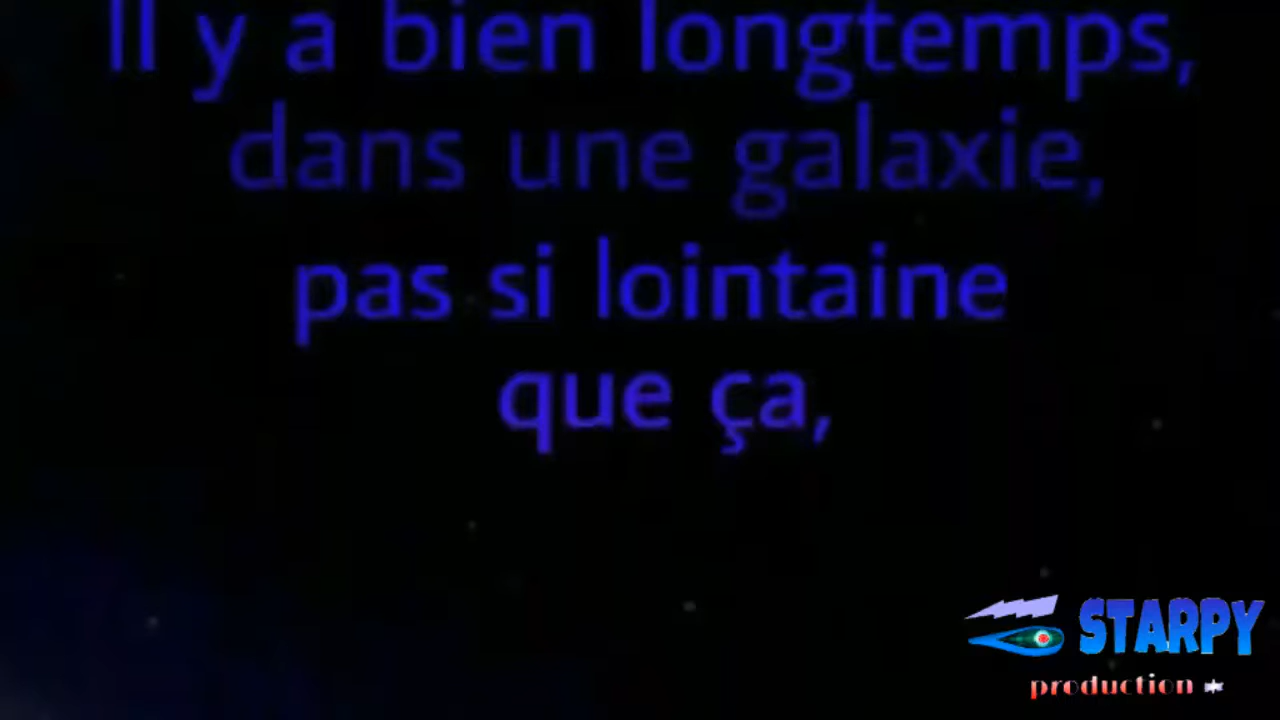 Il y a bien longtemps,
dans une galaxie,
pas si lointaine
que ça,
STARPY
production